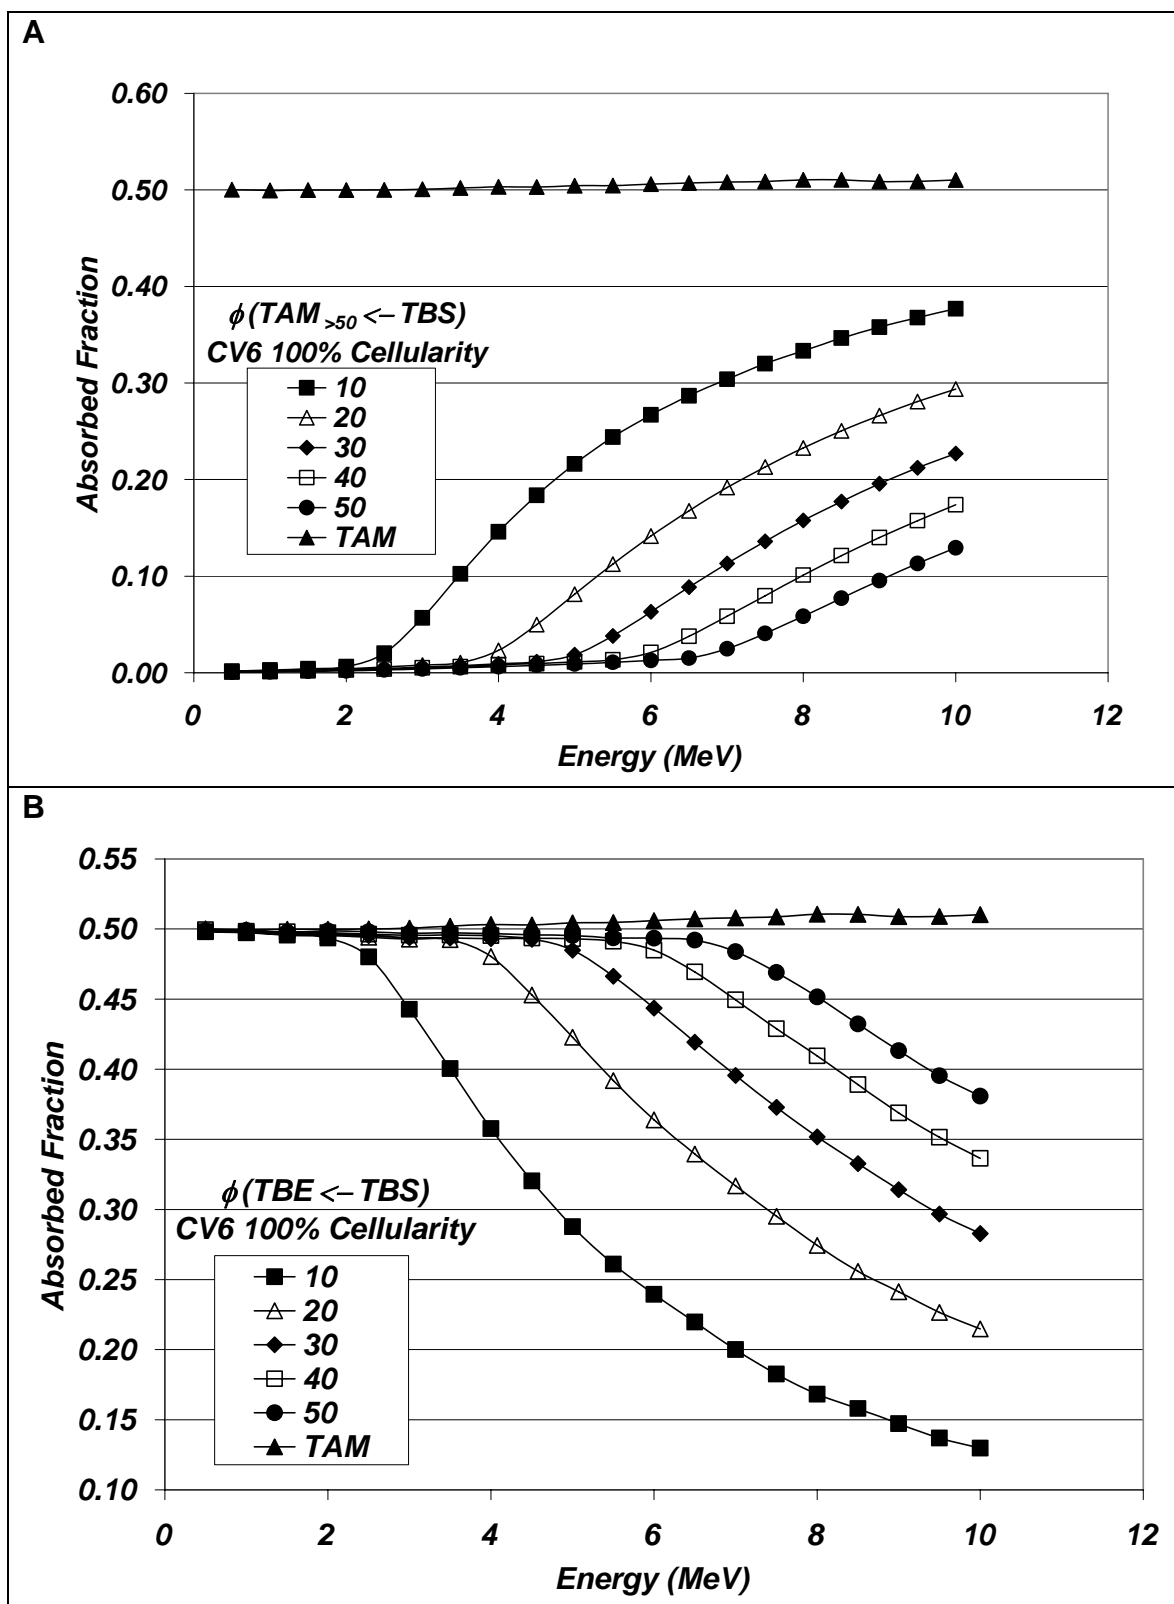 A
0.60
0.50
0.40
0.30
0.20
0.10
0.00
Absorbed Fraction
ϕ (TAM >50 <– TBS)
CV6 100% Cellularity
10
20
30
40
50
TAM
0 2 4 6 8 10 12
Energy (MeV)
B
0.55
0.50
0.45
0.40
0.35
0.30
0.25
0.20
0.15
0.10
Absorbed Fraction
ϕ (TBE <– TBS)
CV6 100% Cellularity
10
20
30
40
50
TAM
0 2 4 6 8 10 12
Energy (MeV)